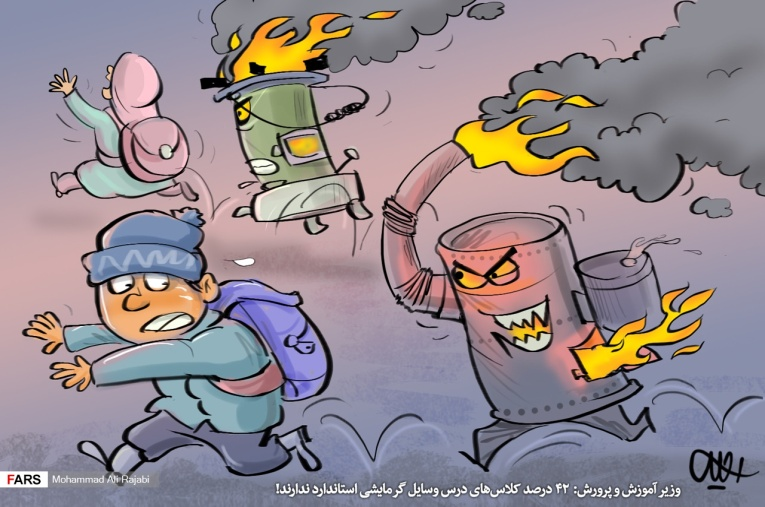 FARS Mohammad Ali Rajabi
وزیر آموزش و پرورش: ۴۲ درصد کلاس‌های درس وسایل گرمایشی استاندارد ندارند!